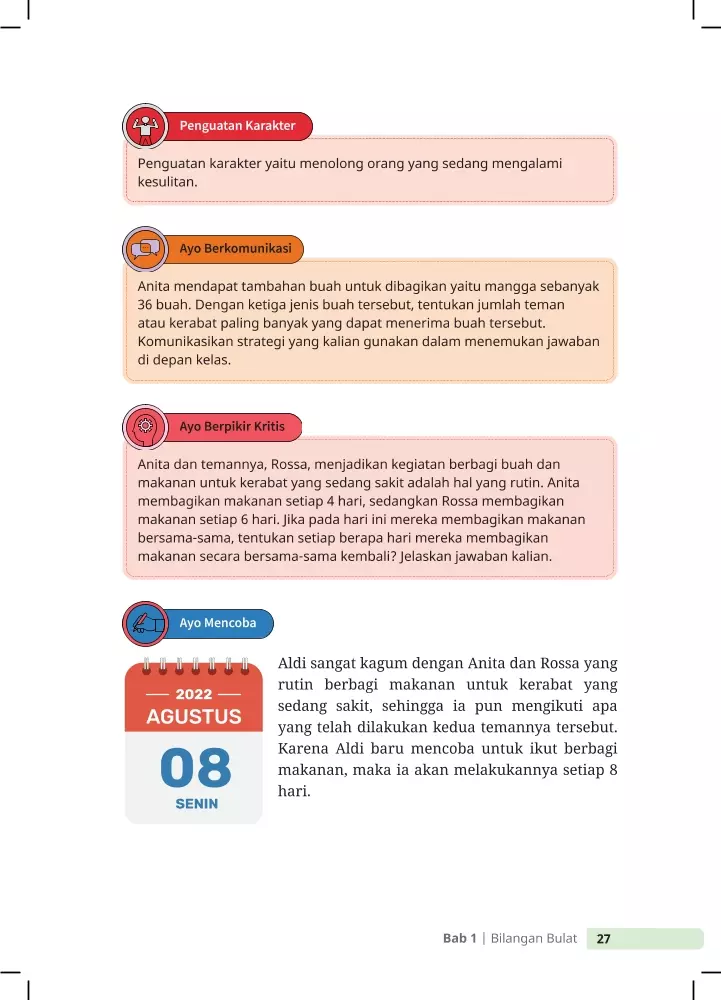 Penguatan Karakter
Penguatan karakter yaitu menolong orang yang sedang mengalami
kesulitan.
Ayo Berkomunikasi
Anita mendapat tambahan buah untuk dibagikan yaitu mangga sebanyak
36 buah. Dengan ketiga jenis buah tersebut, tentukan jumlah teman
atau kerabat paling banyak yang dapat menerima buah tersebut.
Komunikasikan strategi yang kalian gunakan dalam menemukan jawaban
di depan kelas.
Ayo Berpikir Kritis
Anita dan temannya, Rossa, menjadikan kegiatan berbagi buah dan
makanan untuk kerabat yang sedang sakit adalah hal yang rutin. Anita
membagikan makanan setiap 4 hari, sedangkan Rossa membagikan
makanan setiap 6 hari. Jika pada hari ini mereka membagikan makanan
bersama-sama, tentukan setiap berapa hari mereka membagikan
makanan secara bersama-sama kembali? Jelaskan jawaban kalian.
Ayo Mencoba
2022
AGUSTUS
08
SENIN
Aldi sangat kagum dengan Anita dan Rossa yang
rutin berbagi makanan untuk kerabat yang
sedang sakit, sehingga ia pun mengikuti apa
yang telah dilakukan kedua temannya tersebut.
Karena Aldi baru mencoba untuk ikut berbagi
makanan, maka ia akan melakukannya setiap 8
hari.
Bab 1 | Bilangan Bulat 27